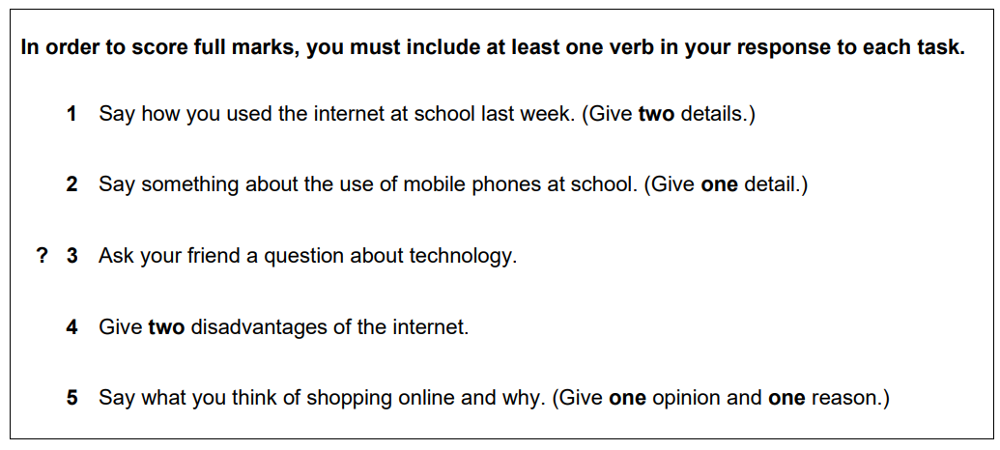 In order to score full marks, you must include at least one verb in your response to each task.
1 Say how you used the internet at school last week. (Give two details.)
2 Say something about the use of mobile phones at school. (Give one detail.)
? 3 Ask your friend a question about technology.
4 Give two disadvantages of the internet.
5 Say what you think of shopping online and why. (Give one opinion and one reason.)